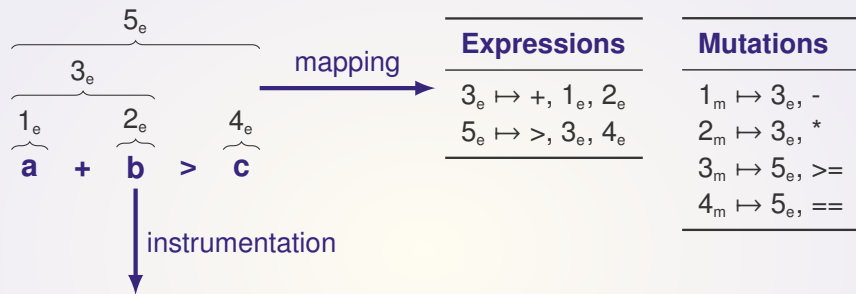 5e
mapping
3e
1e 2e 4e
a + b > c
instrumentation
Expressions
3e ↦ +, 1e, 2e
5e ↦ >, 3e, 4e
Mutations
1m ↦ 3e, -
2m ↦ 3e, *
3m ↦ 5e, >=
4m ↦ 5e, ==